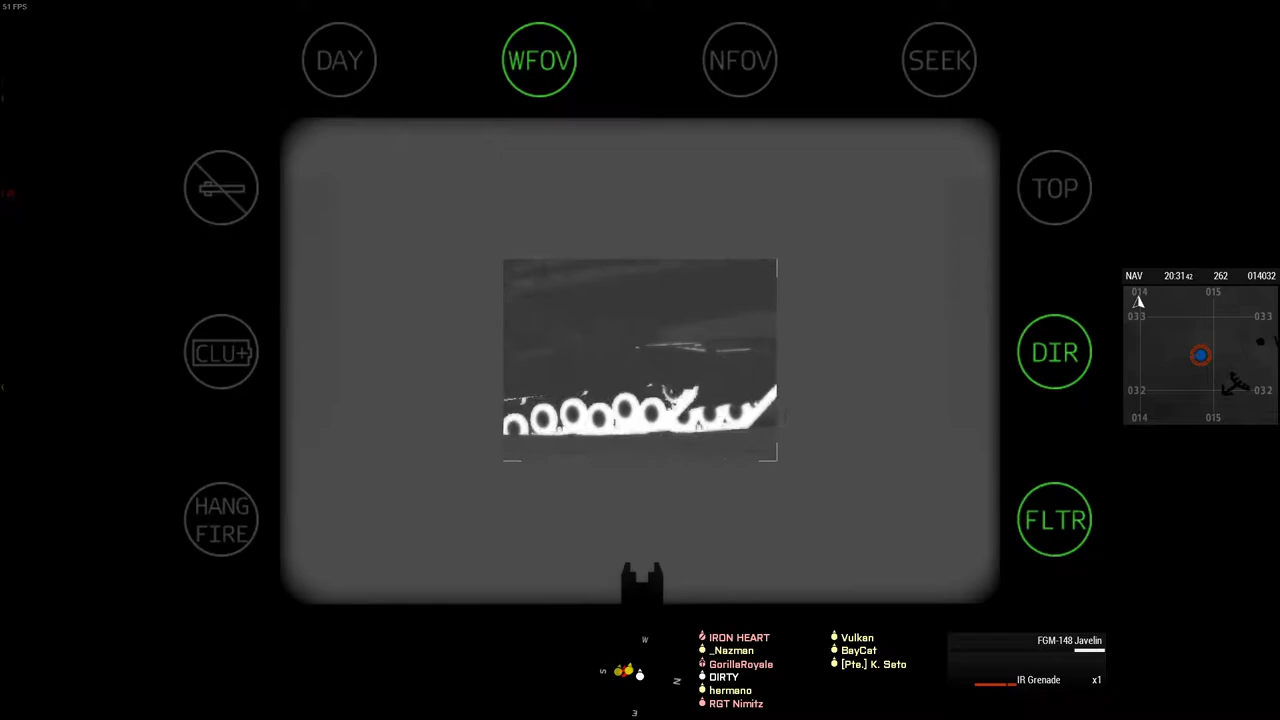 51 FPS
DAY
WFOV
NFOV
SEEK
TOP
CLU+
DIR
HANG
FIRE
FLTR
NAV 20:31 42 262 014032
014 015
033 033
032 032
014 015
W
S
N
E
IRON HEART
_Nazman
GorillaRoyale
DIRTY
hermano
RGT Nimitz
Vulkan
BayCat
[Pte.] K. Seto
FGM-148 Javelin
IR Grenade x1